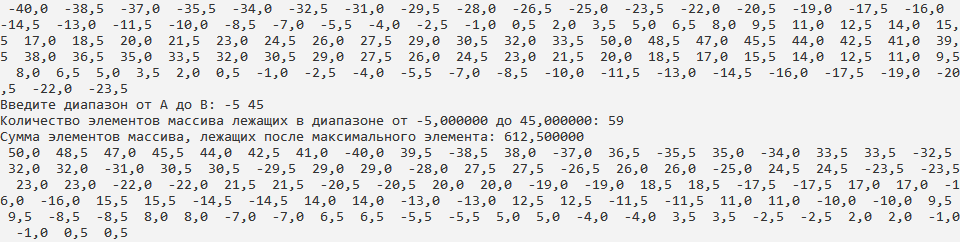 -40,0  -38,5  -37,0  -35,5  -34,0  -32,5  -31,0  -29,5  -28,0  -26,5  -25,0  -23,5  -22,0  -20,5  -19,0  -17,5  -16,0
-14,5  -13,0  -11,5  -10,0  -8,5  -7,0  -5,5  -4,0  -2,5  -1,0  0,5  2,0  3,5  5,0  6,5  8,0  9,5  11,0  12,5  14,0  15,
5  17,0  18,5  20,0  21,5  23,0  24,5  26,0  27,5  29,0  30,5  32,0  33,5  50,0  48,5  47,0  45,5  44,0  42,5  41,0  39,
5  38,0  36,5  35,0  33,5  32,0  30,5  29,0  27,5  26,0  24,5  23,0  21,5  20,0  18,5  17,0  15,5  14,0  12,5  11,0  9,5
8,0  6,5  5,0  3,5  2,0  0,5  -1,0  -2,5  -4,0  -5,5  -7,0  -8,5  -10,0  -11,5  -13,0  -14,5  -16,0  -17,5  -19,0  -20
,5  -22,0  -23,5
Введите диапазон от A до B: -5 45
Количество элементов массива лежащих в диапазоне от -5,000000 до 45,000000: 59
Сумма элементов массива, лежащих после максимального элемента: 612,500000
50,0  48,5  47,0  45,5  44,0  42,5  41,0  -40,0  39,5  -38,5  38,0  -37,0  36,5  -35,5  35,0  -34,0  33,5  33,5  -32,5
32,0  32,0  -31,0  30,5  30,5  -29,5  29,0  29,0  -28,0  27,5  27,5  -26,5  26,0  26,0  -25,0  24,5  24,5  -23,5  -23,5
23,0  23,0  -22,0  -22,0  21,5  21,5  -20,5  -20,5  20,0  20,0  -19,0  -19,0  18,5  18,5  -17,5  -17,5  17,0  17,0  -1
6,0  -16,0  15,5  15,5  -14,5  -14,5  14,0  14,0  -13,0  -13,0  12,5  12,5  -11,5  -11,5  11,0  11,0  -10,0  -10,0  9,5
9,5  -8,5  -8,5  8,0  8,0  -7,0  -7,0  6,5  6,5  -5,5  -5,5  5,0  5,0  -4,0  -4,0  3,5  3,5  -2,5  -2,5  2,0  2,0  -1,0
-1,0  0,5  0,5